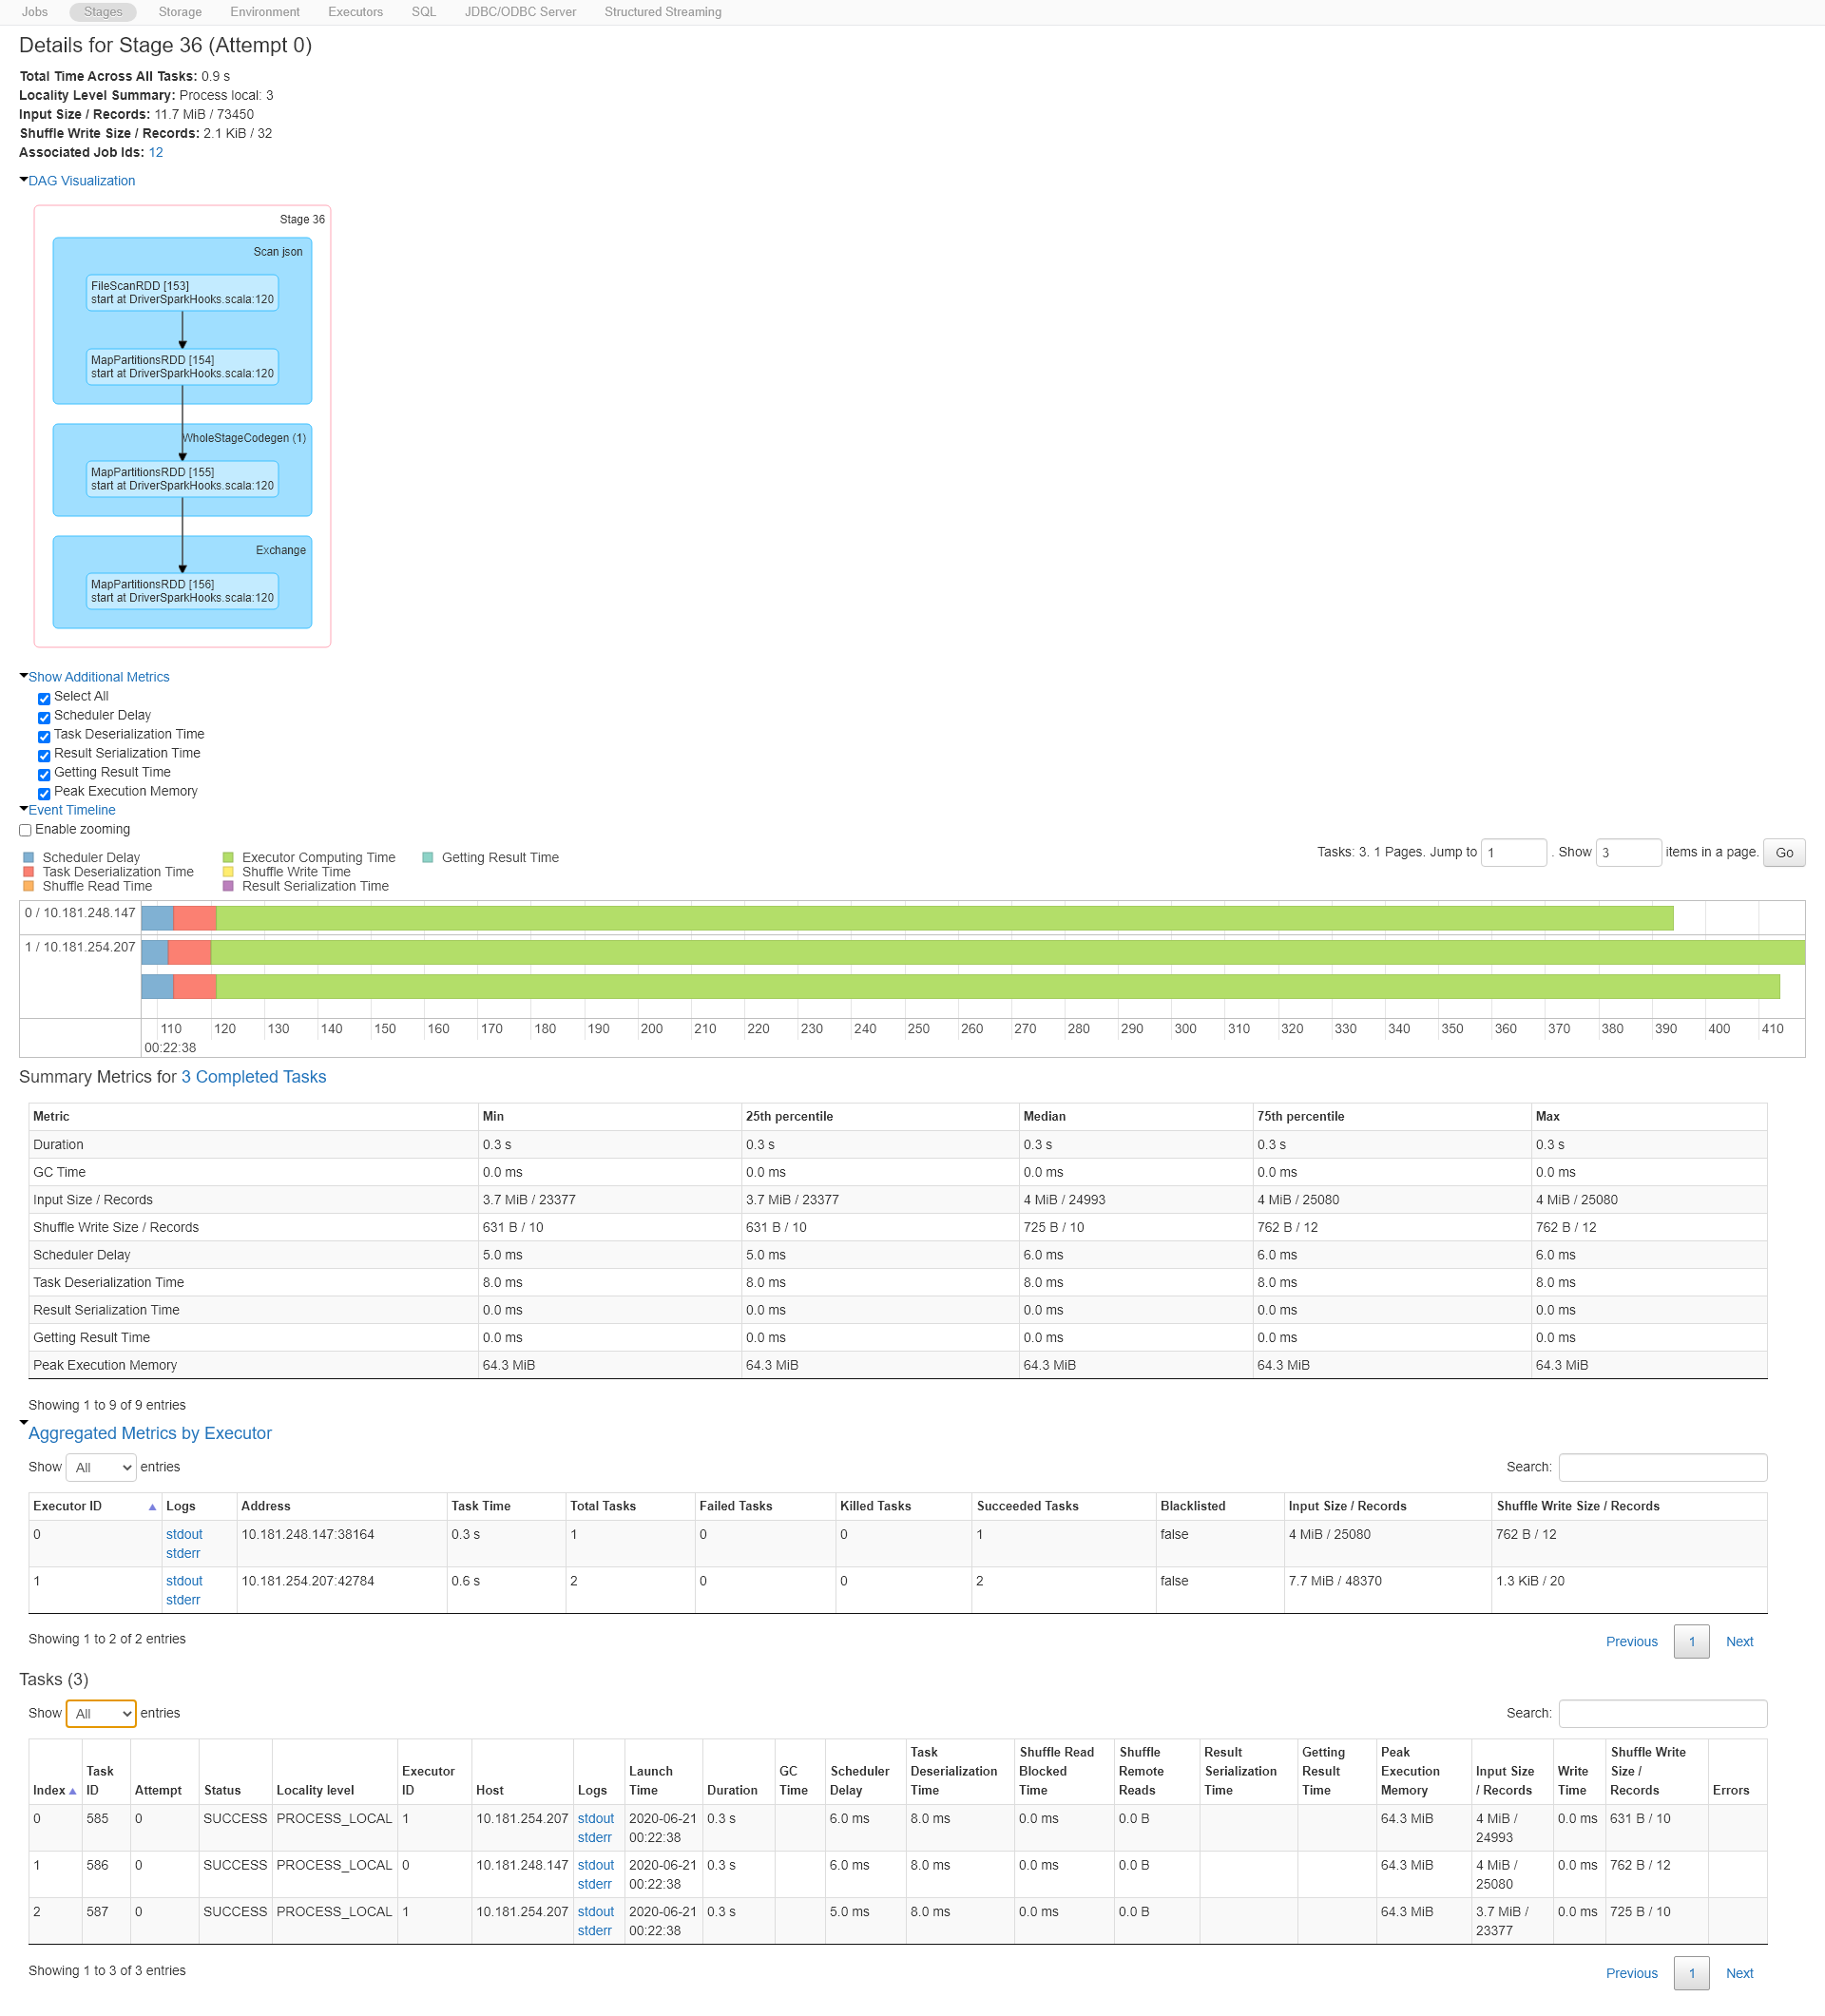 Jobs Stages Storage Environment Executors SQL JDBC/ODBC Server Structured Streaming
Details for Stage 36 (Attempt 0)
Total Time Across All Tasks: 0.9 s
Locality Level Summary: Process local: 3
Input Size / Records: 11.7 MiB / 73450
Shuffle Write Size / Records: 2.1 KiB / 32
Associated Job Ids: 12
DAG Visualization
Stage 36
Scan json
FileScanRDD [153]
start at DriverSparkHooks.scala:120
MapPartitionsRDD [154]
start at DriverSparkHooks.scala:120
WholeStageCodegen (1)
MapPartitionsRDD [155]
start at DriverSparkHooks.scala:120
Exchange
MapPartitionsRDD [156]
start at DriverSparkHooks.scala:120
Show Additional Metrics
Select All
Scheduler Delay
Task Deserialization Time
Result Serialization Time
Getting Result Time
Peak Execution Memory
Event Timeline
Enable zooming
Tasks: 3. 1 Pages. Jump to 1 . Show 3 items in a page. Go
Scheduler Delay Executor Computing Time Getting Result Time
Task Deserialization Time Shuffle Write Time
Shuffle Read Time Result Serialization Time
0 / 10.181.248.147
1 / 10.181.254.207
110 120 130 140 150 160 170 180 190 200 210 220 230 240 250 260 270 280 290 300 310 320 330 340 350 360 370 380 390 400 410
00:22:38
Summary Metrics for 3 Completed Tasks
Metric Min 25th percentile Median 75th percentile Max
Duration 0.3 s 0.3 s 0.3 s 0.3 s 0.3 s
GC Time 0.0 ms 0.0 ms 0.0 ms 0.0 ms 0.0 ms
Input Size / Records 3.7 MiB / 23377 3.7 MiB / 23377 4 MiB / 24993 4 MiB / 25080 4 MiB / 25080
Shuffle Write Size / Records 631 B / 10 631 B / 10 725 B / 10 762 B / 12 762 B / 12
Scheduler Delay 5.0 ms 5.0 ms 6.0 ms 6.0 ms 6.0 ms
Task Deserialization Time 8.0 ms 8.0 ms 8.0 ms 8.0 ms 8.0 ms
Result Serialization Time 0.0 ms 0.0 ms 0.0 ms 0.0 ms 0.0 ms
Getting Result Time 0.0 ms 0.0 ms 0.0 ms 0.0 ms 0.0 ms
Peak Execution Memory 64.3 MiB 64.3 MiB 64.3 MiB 64.3 MiB 64.3 MiB
Showing 1 to 9 of 9 entries
Aggregated Metrics by Executor
Show All entries Search:
Executor ID Logs Address Task Time Total Tasks Failed Tasks Killed Tasks Succeeded Tasks Blacklisted Input Size / Records Shuffle Write Size / Records
0 stdout 10.181.248.147:38164 0.3 s 1 0 0 1 false 4 MiB / 25080 762 B / 12
stderr
1 stdout 10.181.254.207:42784 0.6 s 2 0 0 2 false 7.7 MiB / 48370 1.3 KiB / 20
stderr
Showing 1 to 2 of 2 entries Previous 1 Next
Tasks (3)
Show All entries Search:
Task Shuffle Read Shuffle Result Getting Peak Shuffle Write
Task Executor Launch GC Scheduler Deserialization Blocked Remote Serialization Result Execution Input Size Write Size /
Index ID Attempt Status Locality level ID Host Logs Time Duration Time Delay Time Time Reads Time Time Memory / Records Time Records Errors
0 585 0 SUCCESS PROCESS_LOCAL 1 10.181.254.207 stdout 2020-06-21 0.3 s 6.0 ms 8.0 ms 0.0 ms 0.0 B 64.3 MiB 4 MiB / 0.0 ms 631 B / 10
stderr 00:22:38 24993
1 586 0 SUCCESS PROCESS_LOCAL 0 10.181.248.147 stdout 2020-06-21 0.3 s 6.0 ms 8.0 ms 0.0 ms 0.0 B 64.3 MiB 4 MiB / 0.0 ms 762 B / 12
stderr 00:22:38 25080
2 587 0 SUCCESS PROCESS_LOCAL 1 10.181.254.207 stdout 2020-06-21 0.3 s 5.0 ms 8.0 ms 0.0 ms 0.0 B 64.3 MiB 3.7 MiB / 0.0 ms 725 B / 10
stderr 00:22:38 23377
Showing 1 to 3 of 3 entries Previous 1 Next